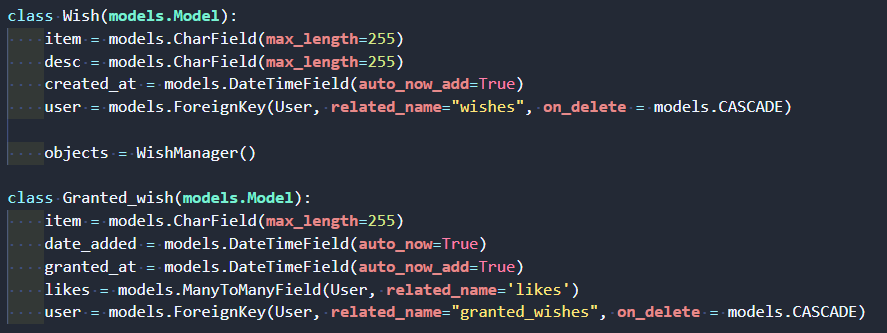 class Wish(models.Model):
    item = models.CharField(max_length=255)
    desc = models.CharField(max_length=255)
    created_at = models.DateTimeField(auto_now_add=True)
    user = models.ForeignKey(User, related_name="wishes", on_delete = models.CASCADE)
    objects = WishManager()
class Granted_wish(models.Model):
    item = models.CharField(max_length=255)
    date_added = models.DateTimeField(auto_now=True)
    granted_at = models.DateTimeField(auto_now_add=True)
    likes = models.ManyToManyField(User, related_name='likes')
    user = models.ForeignKey(User, related_name="granted_wishes", on_delete = models.CASCADE)